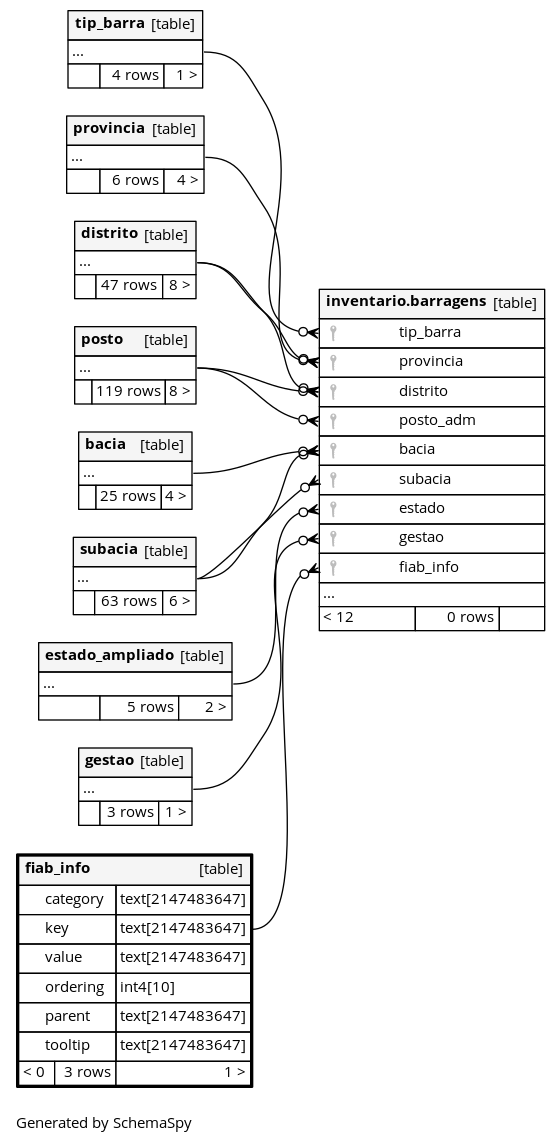 tip_barra [table]
...
4 rows 1 >
provincia [table]
...
6 rows 4 >
distrito [table]
...
47 rows 8 >
posto [table]
...
119 rows 8 >
bacia [table]
...
25 rows 4 >
subacia [table]
...
63 rows 6 >
estado_ampliado [table]
...
5 rows 2 >
gestao [table]
...
3 rows 1 >
fiab_info [table]
category text[2147483647]
key text[2147483647]
value text[2147483647]
ordering int4[10]
parent text[2147483647]
tooltip text[2147483647]
< 0 3 rows 1 >
inventario.barragens [table]
tip_barra
provincia
distrito
posto_adm
bacia
subacia
estado
gestao
fiab_info
...
< 12 0 rows
Generated by SchemaSpy